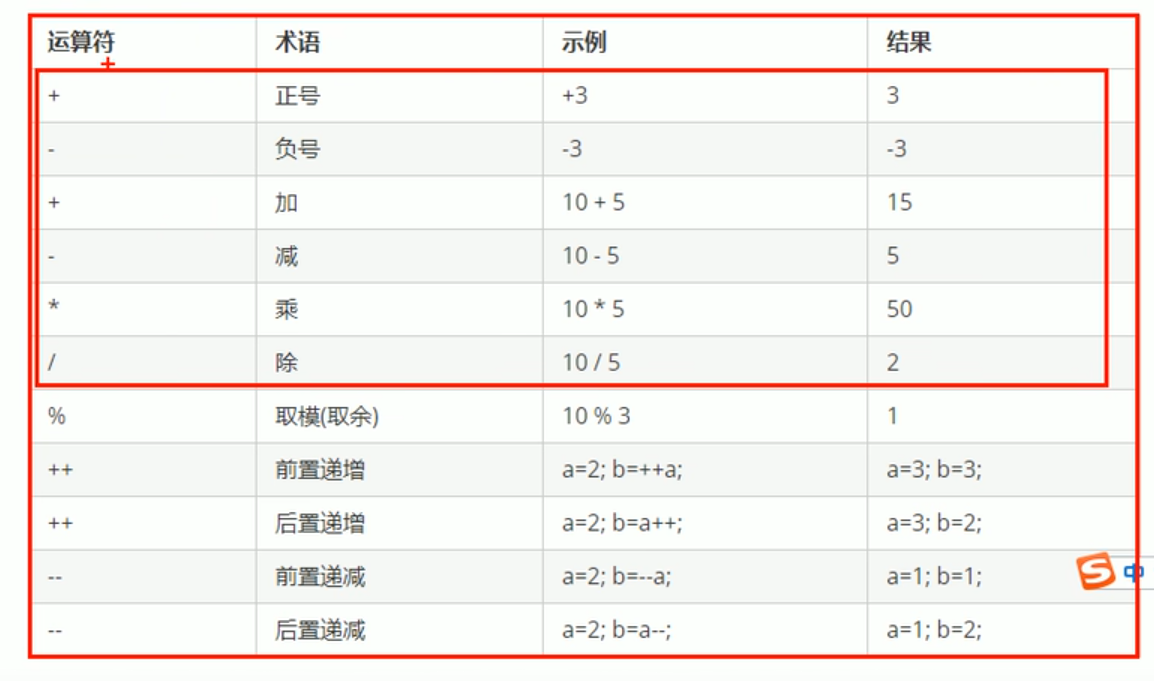 运算符 术语 示例 结果
+ 正号 +3 3
- 负号 -3 -3
+ 加 10 + 5 15
- 减 10 - 5 5
* 乘 10 * 5 50
/ 除 10 / 5 2
% 取模(取余) 10 % 3 1
++ 前置递增 a=2; b=++a; a=3; b=3;
++ 后置递增 a=2; b=a++; a=3; b=2;
-- 前置递减 a=2; b=--a; a=1; b=1;
-- 后置递减 a=2; b=a--; a=1; b=2;
S 中